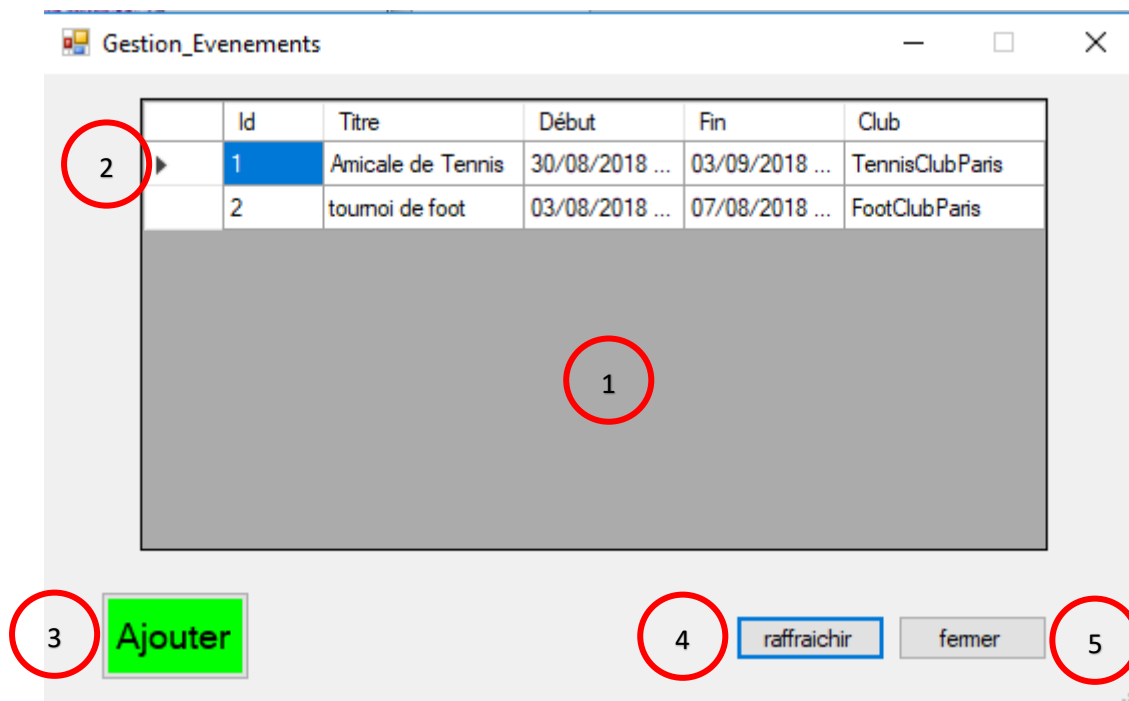 Gestion_Evenements
Id Titre Début Fin Club
2 1 Amicale de Tennis 30/08/2018 ... 03/09/2018 ... TennisClubParis
2 tournoi de foot 03/08/2018 ... 07/08/2018 ... FootClubParis
1
3 Ajouter 4 raffraichir fermer 5